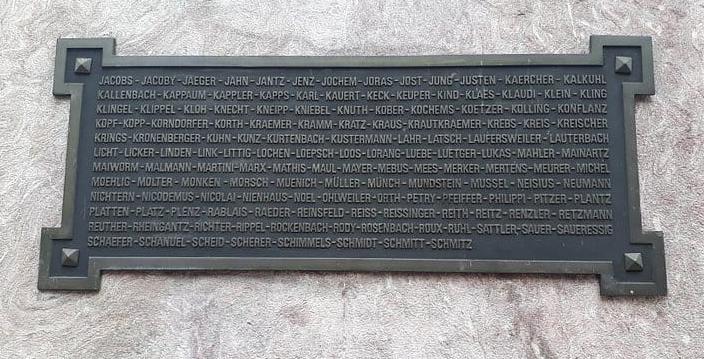 JACOBS - JACOBY - JAEGER - JAHN - JANTZ - JENZ - JOCHEM - JORAS - JOST - JUNG - JUSTEN - KAERCHER - KALKUHL
KALLENBACH - KAPPAUM - KAPPLER - KAPPS - KARL - KAUERT - KECK - KEUPER - KIND - KLAES - KLAUDI - KLEIN - KLING
KLINGEL - KLIPPEL - KLOH - KNECHT - KNEIPP - KNIEBEL - KNUTH - KOBER - KOCHEMS - KOETZER - KOLLING - KONFLANZ
KOPF - KOPP - KORNDORFER - KORTH - KRAEMER - KRAMM - KRATZ - KRAUS - KRAUTKRAEMER - KREBS - KREIS - KREISCHER
KRINGS - KRONENBERGER - KUHN - KUNZ - KURTENBACH - KUSTERMANN - LAHR - LATSCH - LAUFERSWEILER - LAUTERBACH
LICHT - LICKER - LINDEN - LINK - LITTIG - LOCHEN - LOEPSCH - LOOS - LORANG - LUEBE - LUETGER - LUKAS - MAHLER - MAINARTZ
MAIWORM - MALMANN - MARTINI - MARX - MATHIS - MAUL - MAYER - MEBUS - MEES - MERKER - MERTENS - MEURER - MICHEL
MOEHLIG - MOLTER - MONKEN - MORSCH - MUENICH - MÜLLER - MÜNCH - MUNDSTEIN - MUSSEL - NEISIUS - NEUMANN
NICHTERN - NICODEMUS - NICOLAI - NIENHAUS - NOEL - OHLWEILER - ORTH - PETRY - PFEIFFER - PHILIPPI - PITZER - PLANTZ
PLATTEN - PLATZ - PLENZ - RABLAIS - RAEDER - REINSFELD - REISS - REISSINGER - REITH - REITZ - RENZLER - RETZMANN
REUTHER - RHEINGANTZ - RICHTER - RIPPEL - ROCKENBACH - RODY - ROSENBACH - ROUX - RUHL - SATTLER - SAUER - SAUERESSIG
SCHAEFER - SCHANUEL - SCHEID - SCHERER - SCHIMMELS - SCHMIDT - SCHMITT - SCHMITZ